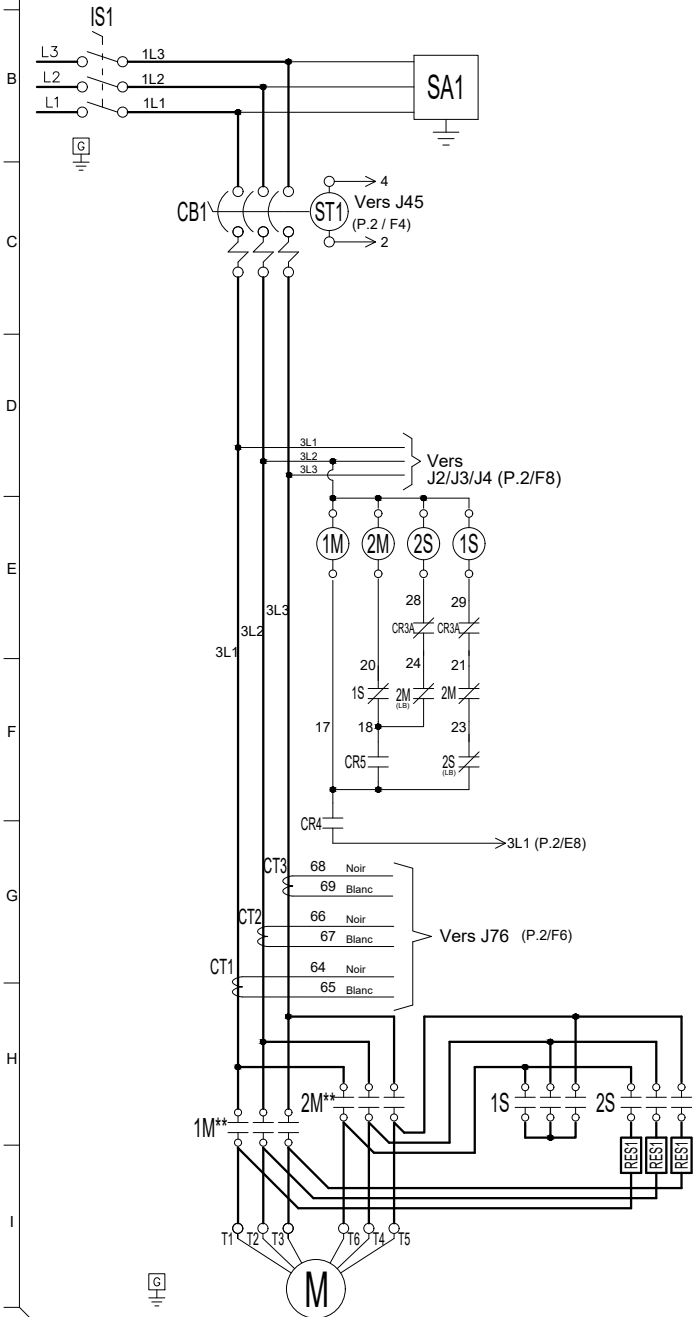 IS1
L3 1L3
B L2 1L2 SA1
L1 1L1
G
4
CB1 ST1 Vers J45
(P.2 / F4)
C 2
D
3L1
3L2 Vers
3L3 J2/J3/J4 (P.2/F8)
1M 2M 2S 1S
E
28 29
3L3 CR3A CR3A
3L2
3L1
20 24 21
1S 2M 2M
(LB)
F 17 18 23
CR5 2S
(LB)
CR4
3L1 (P.2/E8)
CT3 68 Noir
G 69 Blanc
CT2 66 Noir
67 Blanc Vers J76 (P.2/F6)
CT1 64 Noir
65 Blanc
H
2M** 1S 2S
1M**
RES1 RES1 RES1
I
T1 T2 T3 T6 T4 T5
G M